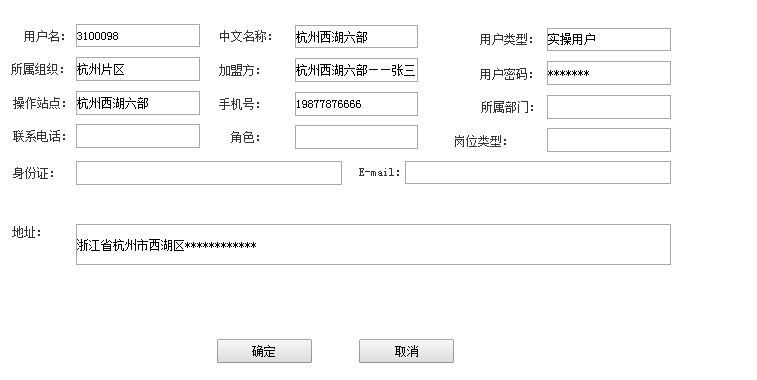 用户名： 3100098 中文名称： 杭州西湖六部 用户类型： 实操用户
所属组织： 杭州片区 加盟方： 杭州西湖六部－－张三 用户密码： *******
操作站点： 杭州西湖六部 手机号： 19877876666 所属部门：
联系电话： 角色： 岗位类型：
身份证： E-mail：
地址： 浙江省杭州市西湖区************
确定 取消